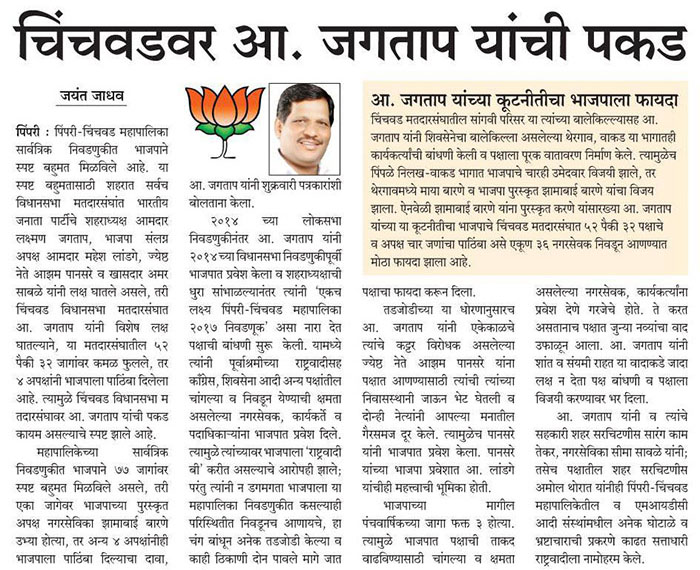 चिंचवडवर आ. जगताप यांची पकड
जयंत जाधव
पिंपरी : पिंपरी-चिंचवड महापालिका
सार्वत्रिक निवडणुकीत भाजपाने
स्पष्ट बहुमत मिळविले आहे. या
स्पष्ट बहुमतासाठी शहरात सर्वच
विधानसभा मतदारसंघांत भारतीय
जनता पार्टीचे शहराध्यक्ष आमदार
लक्ष्मण जगताप, भाजपा संलग्न
अपक्ष आमदार महेश लांडगे, ज्येष्ठ
नेते आझम पानसरे व खासदार अमर
साबळे यांनी लक्ष घातले असले, तरी
चिंचवड विधानसभा मतदारसंघात
आ. जगताप यांनी विशेष लक्ष
घातल्याने, या मतदारसंघातील ५२
पैकी ३२ जागांवर कमळ फुलले, तर
४ अपक्षांनी भाजपाला पाठिंबा दिलेला
आहे. त्यामुळे चिंचवड विधानसभा म
तदारसंघावर आ. जगताप यांची पकड
कायम असल्याचे स्पष्ट झाले आहे.
महापालिकेच्या सार्वत्रिक
निवडणुकीत भाजपने ७७ जागांवर
स्पष्ट बहुमत मिळविले असले, तरी
एका जागेवर भाजपाच्या पुरस्कृत
अपक्ष नगरसेविका झामाबाई बारणे
उभ्या होत्या, तर अन्य ४ अपक्षांनीही
भाजपाला पाठिंबा दिल्याचा दावा,
आ. जगताप यांनी शुक्रवारी पत्रकारांशी
बोलताना केला.
२०१४ च्या लोकसभा
निवडणुकीनंतर आ. जगताप यांनी
२०१४च्या विधानसभा निवडणुकीपूर्वी
भाजपात प्रवेश केला व शहराध्यक्षाची
धुरा सांभाळल्यानंतर त्यांनी 'एकच
लक्ष्य पिंपरी-चिंचवड महापालिका
२०१७ निवडणूक' असा नारा देत
पक्षाची बांधणी सुरू केली. यामध्ये
त्यांनी पूर्वाश्रमीच्या राष्ट्रवादीसह
काँग्रेस, शिवसेना आदी अन्य पक्षांतील
चांगल्या व निवडून येण्याची क्षमता
असलेल्या नगरसेवक, कार्यकर्ते व
पदाधिकाऱ्यांना भाजपात प्रवेश दिले.
त्यामुळे त्यांच्यावर भाजपाला 'राष्ट्रवादी
बी' करीत असल्याचे आरोपही झाले;
परंतु त्यांनी न डगमगता भाजपाला या
महापालिका निवडणुकीत कसल्याही
परिस्थितीत निवडूनच आणायचे, हा
चंग बांधून अनेक तडजोडी केल्या व
काही ठिकाणी दोन पावले मागे जात
आ. जगताप यांच्या कूटनीतीचा भाजपाला फायदा
चिंचवड मतदारसंघातील सांगवी परिसर या त्यांच्या बालेकिल्ल्यासह आ.
जगताप यांनी शिवसेनेचा बालेकिल्ला असलेल्या थेरगाव, वाकड या भागातही
कार्यकर्त्यांची बांधणी केली व पक्षाला पूरक वातावरण निर्माण केले. त्यामुळेच
पिंपळे निलख-वाकड भागात भाजपाचे चारही उमेदवार विजयी झाले, तर
थेरगावमध्ये माया बारणे व भाजपा पुरस्कृत झामाबाई बारणे यांचा विजय
झाला. ऐनवेळी झामाबाई बारणे यांना पुरस्कृत करणे यांसारख्या आ. जगताप
यांच्या या कूटनीतीचा भाजपाचे चिंचवड मतदारसंघात ५२ पैकी ३२ पक्षाचे
व अपक्ष चार जणांचा पाठिंबा असे एकूण ३६ नगरसेवक निवडून आणण्यात
मोठा फायदा झाला आहे.
पक्षाचा फायदा करून दिला.
तडजोडीच्या या धोरणानुसारच
आ. जगताप यांनी एकेकाळचे
त्यांचे कट्टर विरोधक असलेल्या
ज्येष्ठ नेते आझम पानसरे यांना
पक्षात आणण्यासाठी त्यांची त्यांच्या
निवासस्थानी जाऊन भेट घेतली व
दोन्ही नेत्यांनी आपल्या मनातील
गैरसमज दूर केले. त्यामुळेच पानसरे
यांनी भाजपात प्रवेश केला. पानसरे
यांच्या भाजपा प्रवेशात आ. लांडगे
यांचीही महत्त्वाची भूमिका होती.
भाजपाच्या मागील
पंचवार्षिकच्या जागा फक्त ३ होत्या.
त्यामुळे भाजपात पक्षाची ताकद
वाढविण्यासाठी चांगल्या व क्षमता
असलेल्या नगरसेवक, कार्यकर्त्यांना
प्रवेश देणे गरजेचे होते. ते करत
असतानाच पक्षात जुन्या नव्यांचा वाद
उफाळून आला. आ. जगताप यांनी
शांत व संयमी राहत या वादाकडे जादा
लक्ष न देता पक्ष बांधणी व पक्षाला
विजयी करण्यावर भर दिला.
आ. जगताप यांनी व त्यांचे
सहकारी शहर सरचिटणीस सारंग काम
तेकर, नगरसेविका सीमा सावळे यांनी;
तसेच पक्षातील शहर सरचिटणीस
अमोल थोरात यांनीही पिंपरी-चिंचवड
महापालिकेतील व एमआयडीसी
आदी संस्थांमधील अनेक घोटाळे व
भ्रष्टाचाराची प्रकरणे काढत सत्ताधारी
राष्ट्रवादीला नामोहरम केले.